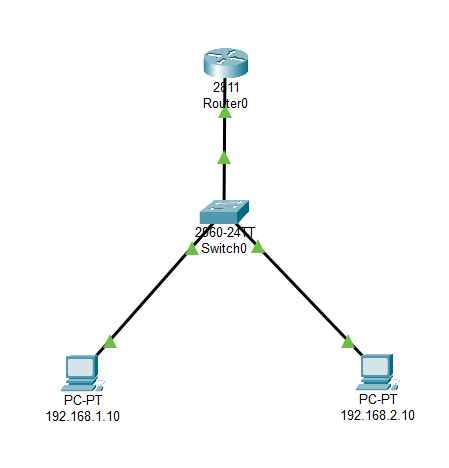 2811
Router0
2960-24TT
Switch0
PC-PT
192.168.1.10
PC-PT
192.168.2.10